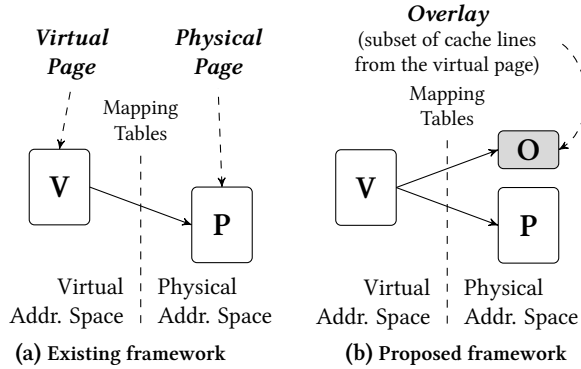 Virtual
Page
Physical
Page
Mapping
Tables
V
P
Virtual
Addr. Space
Physical
Addr. Space
(a) Existing framework
Overlay
(subset of cache lines
from the virtual page)
Mapping
Tables
O
V
P
Virtual
Addr. Space
Physical
Addr. Space
(b) Proposed framework